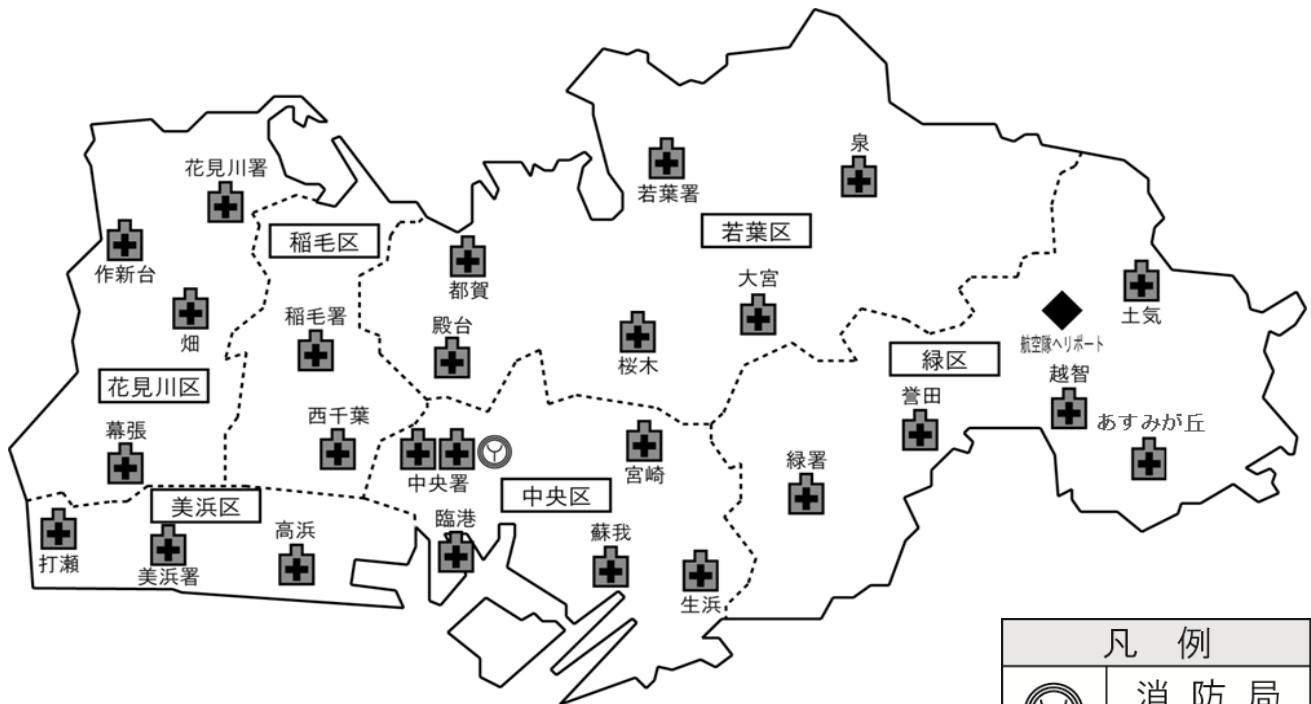 泉
花見川署
若葉署
若葉区
稲毛区
作新台
都賀
大宮
稲毛署
殿台
土気
畑
航空隊ヘリポート
桜木
緑区
越智
花見川区
誉田
あすみが丘
西千葉
幕張
緑署
宮崎
中央署
中央区
美浜区
臨港
高浜
蘇我
打瀬
美浜署
生浜
凡 例
消 防 局